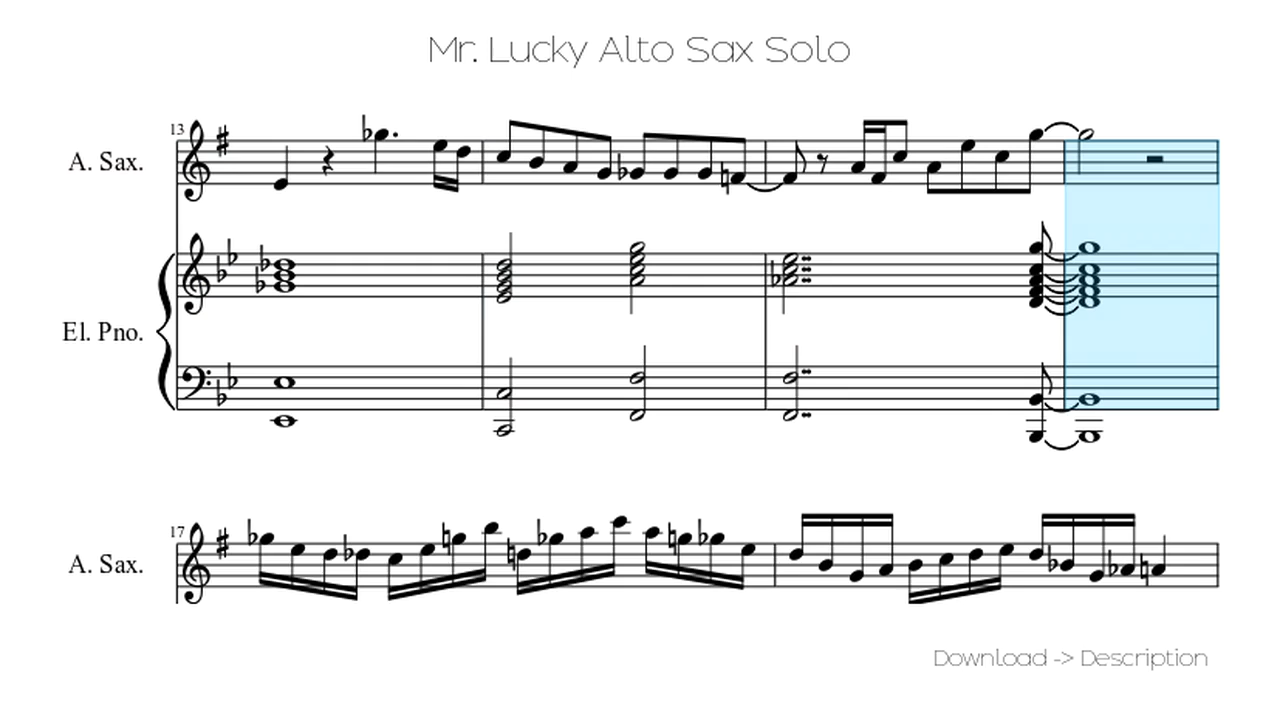 Mr. Lucky Alto Sax Solo
13
A. Sax.
El. Pno.
17
A. Sax.
Download -> Description